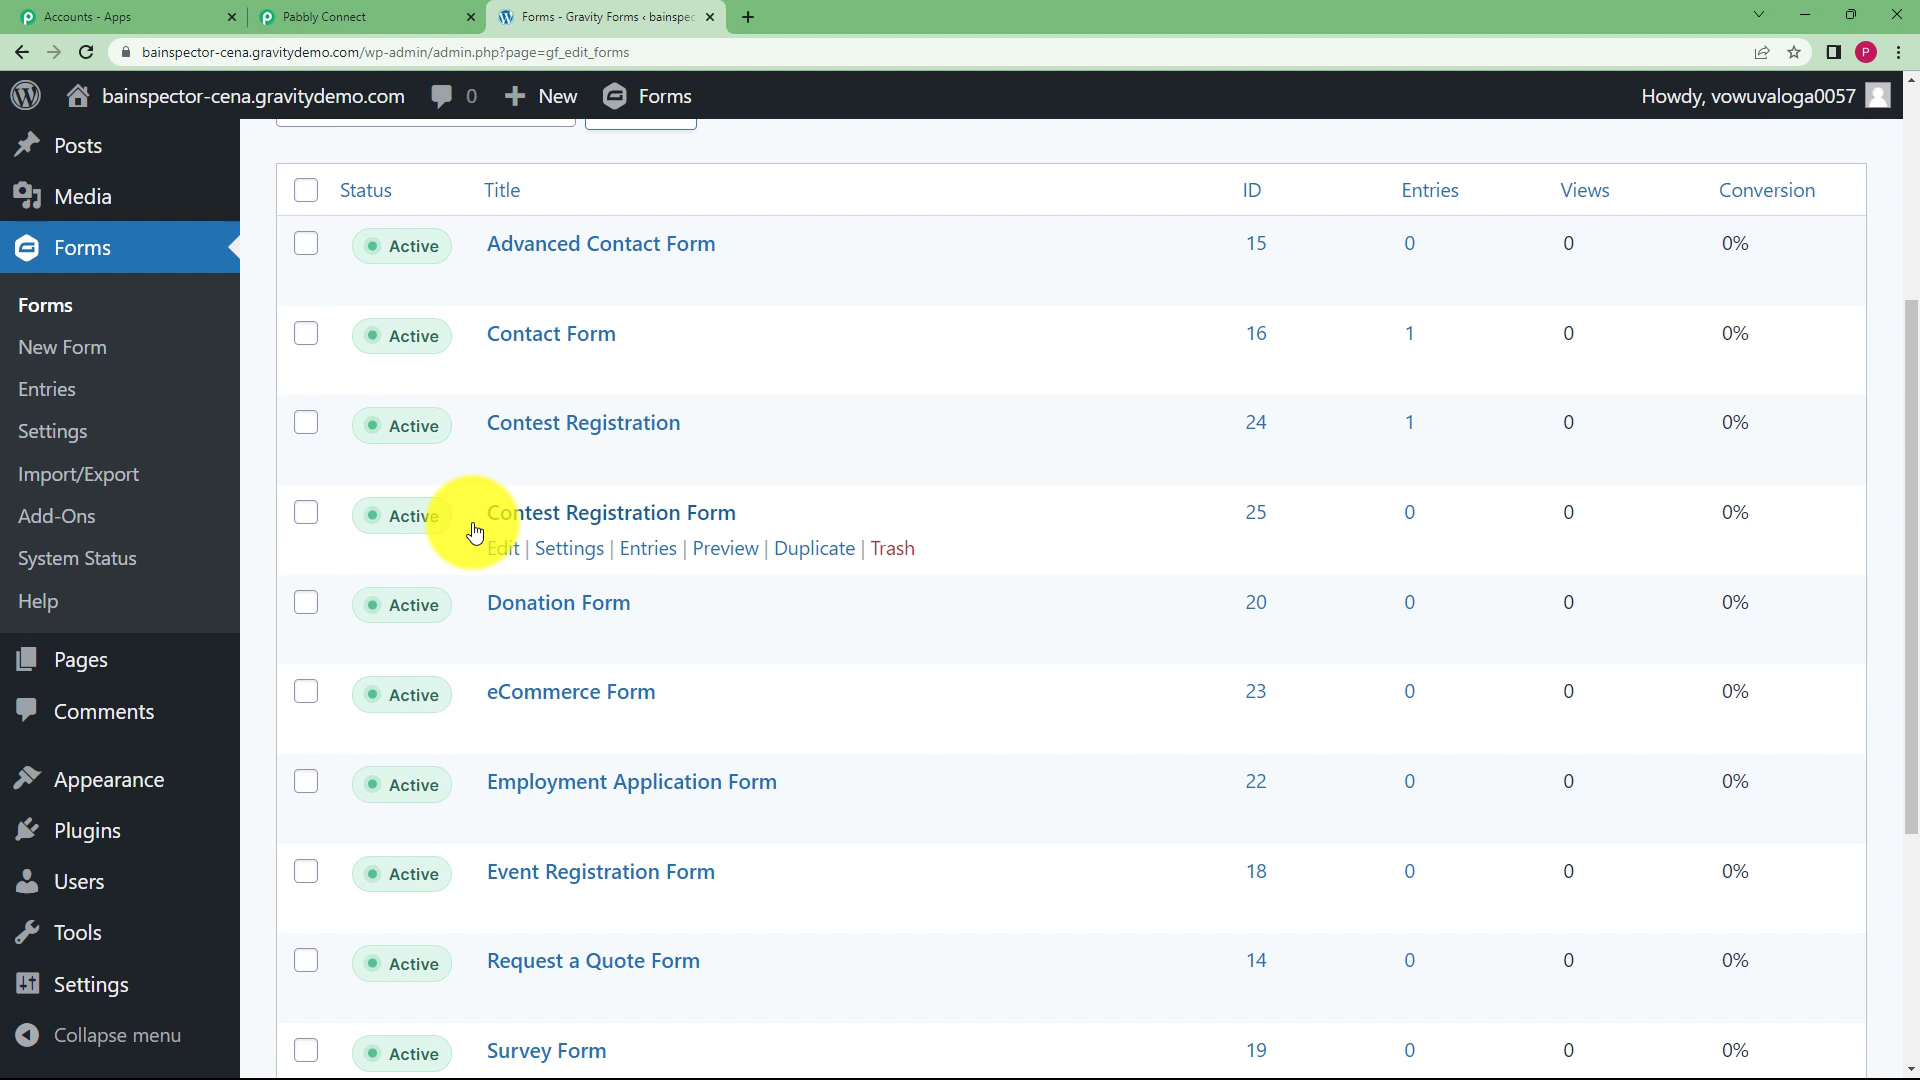 Accounts - Apps
Pabbly Connect
Forms - Gravity Forms ‹ bainspec
bainspector-cena.gravitydemo.com/wp-admin/admin.php?page=gf_edit_forms
P
bainspector-cena.gravitydemo.com 0 New Forms
Howdy, vowuvaloga0057
Posts
Media
Forms
Forms
New Form
Entries
Settings
Import/Export
Add-Ons
System Status
Help
Pages
Comments
Appearance
Plugins
Users
Tools
Settings
Collapse menu
Status Title ID Entries Views Conversion
Active Advanced Contact Form 15 0 0 0%
Active Contact Form 16 1 0 0%
Active Contest Registration 24 1 0 0%
Active Contest Registration Form 25 0 0 0%
Edit | Settings | Entries | Preview | Duplicate | Trash
Active Donation Form 20 0 0 0%
Active eCommerce Form 23 0 0 0%
Active Employment Application Form 22 0 0 0%
Active Event Registration Form 18 0 0 0%
Active Request a Quote Form 14 0 0 0%
Active Survey Form 19 0 0 0%